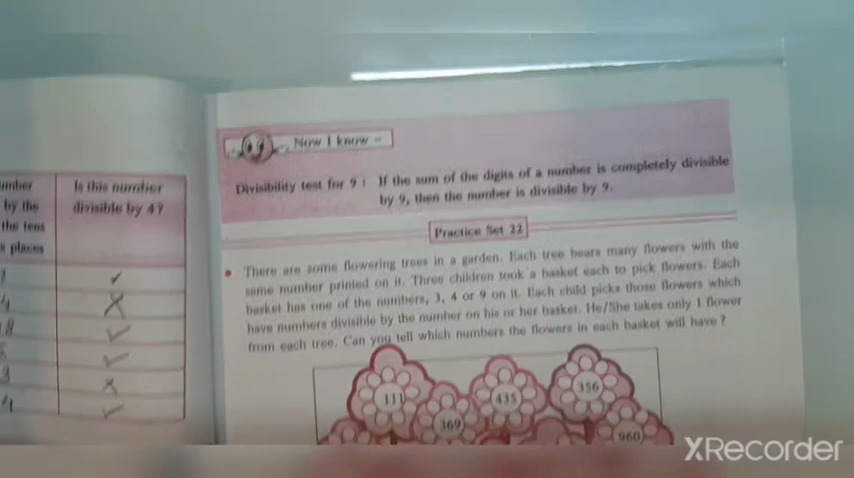 Is this number
by the
divisible by 4?
the tens
places
Now I know -
Divisibility test for 9 : If the sum of the digits of a number is completely divisible
by 9, then the number is divisible by 9.
Practice Set 22
There are some flowering trees in a garden. Each tree bears many flowers with the
same number printed on it. Three children took a basket each to pick flowers. Each
basket has one of the numbers, 3, 4 or 9 on it. Each child picks those flowers which
have numbers divisible by the number on his or her basket. He/She takes only 1 flower
from each tree. Can you tell which numbers the flowers in each basket will have ?
111
369
435
356
960
XRecorder